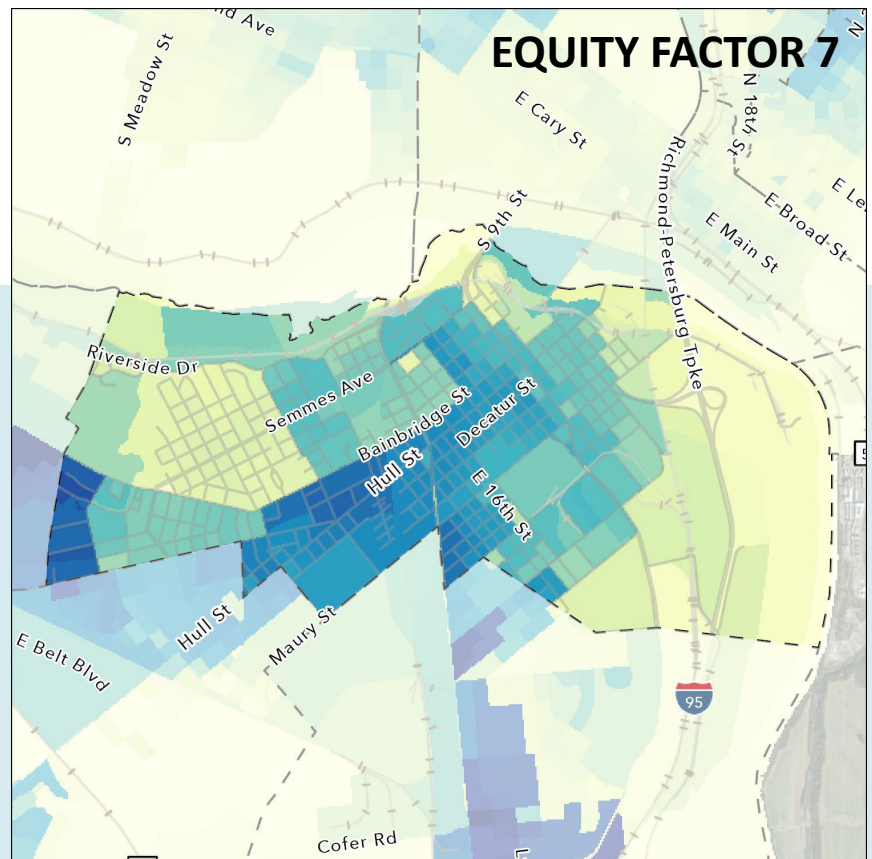 EQUITY FACTOR 7
S Meadow St
E Cary St
N 18th St
E Broad St
E Main St
S 9th St
Richmond-Petersburg Tpke
Riverside Dr
Semmes Ave
Bainbridge St
Decatur St
Hull St
E 16th St
Hull St
Maury St
E Belt Blvd
95
Cofer Rd